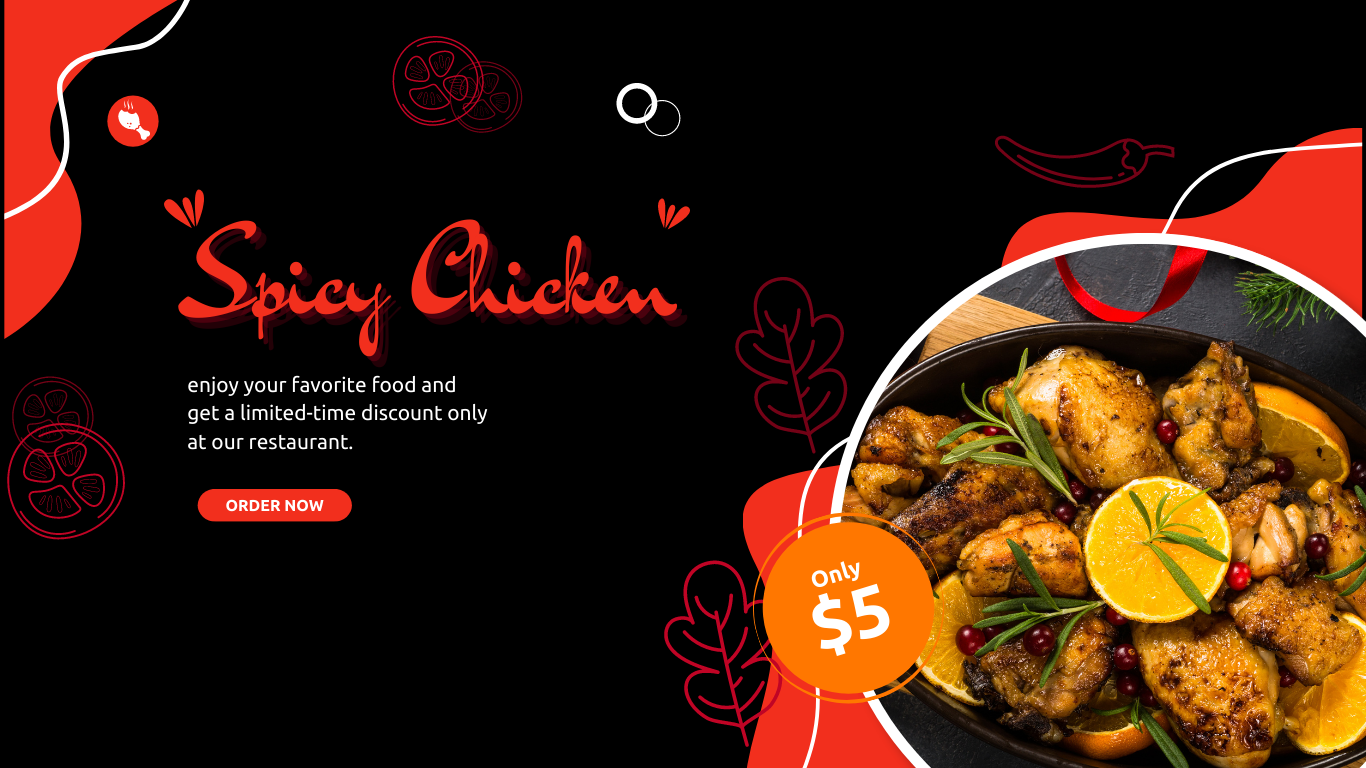 Spicy Chicken
enjoy your favorite food and
get a limited-time discount only
at our restaurant.
ORDER NOW
Only
$5